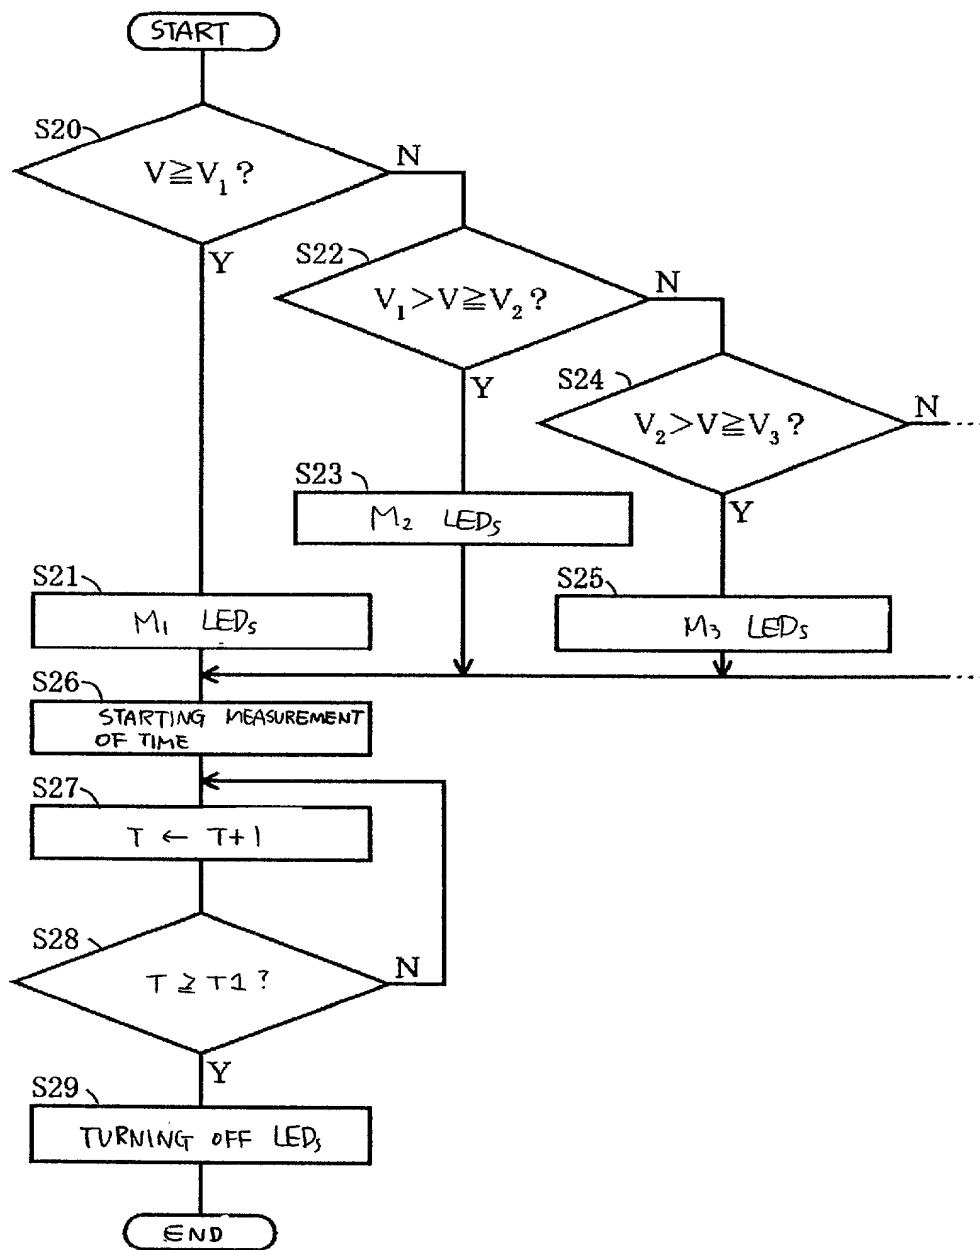 START
S20
V≧V₁?
N
Y
S22
V₁>V≧V₂?
N
Y
S24
V₂>V≧V₃?
N
Y
S23
M₂ LEDs
S21
M₁ LEDs
S25
M₃ LEDs
S26
STARTING MEASUREMENT
OF TIME
S27
T ← T+1
S28
T ≧ T1?
N
Y
S29
TURNING OFF LEDs
END